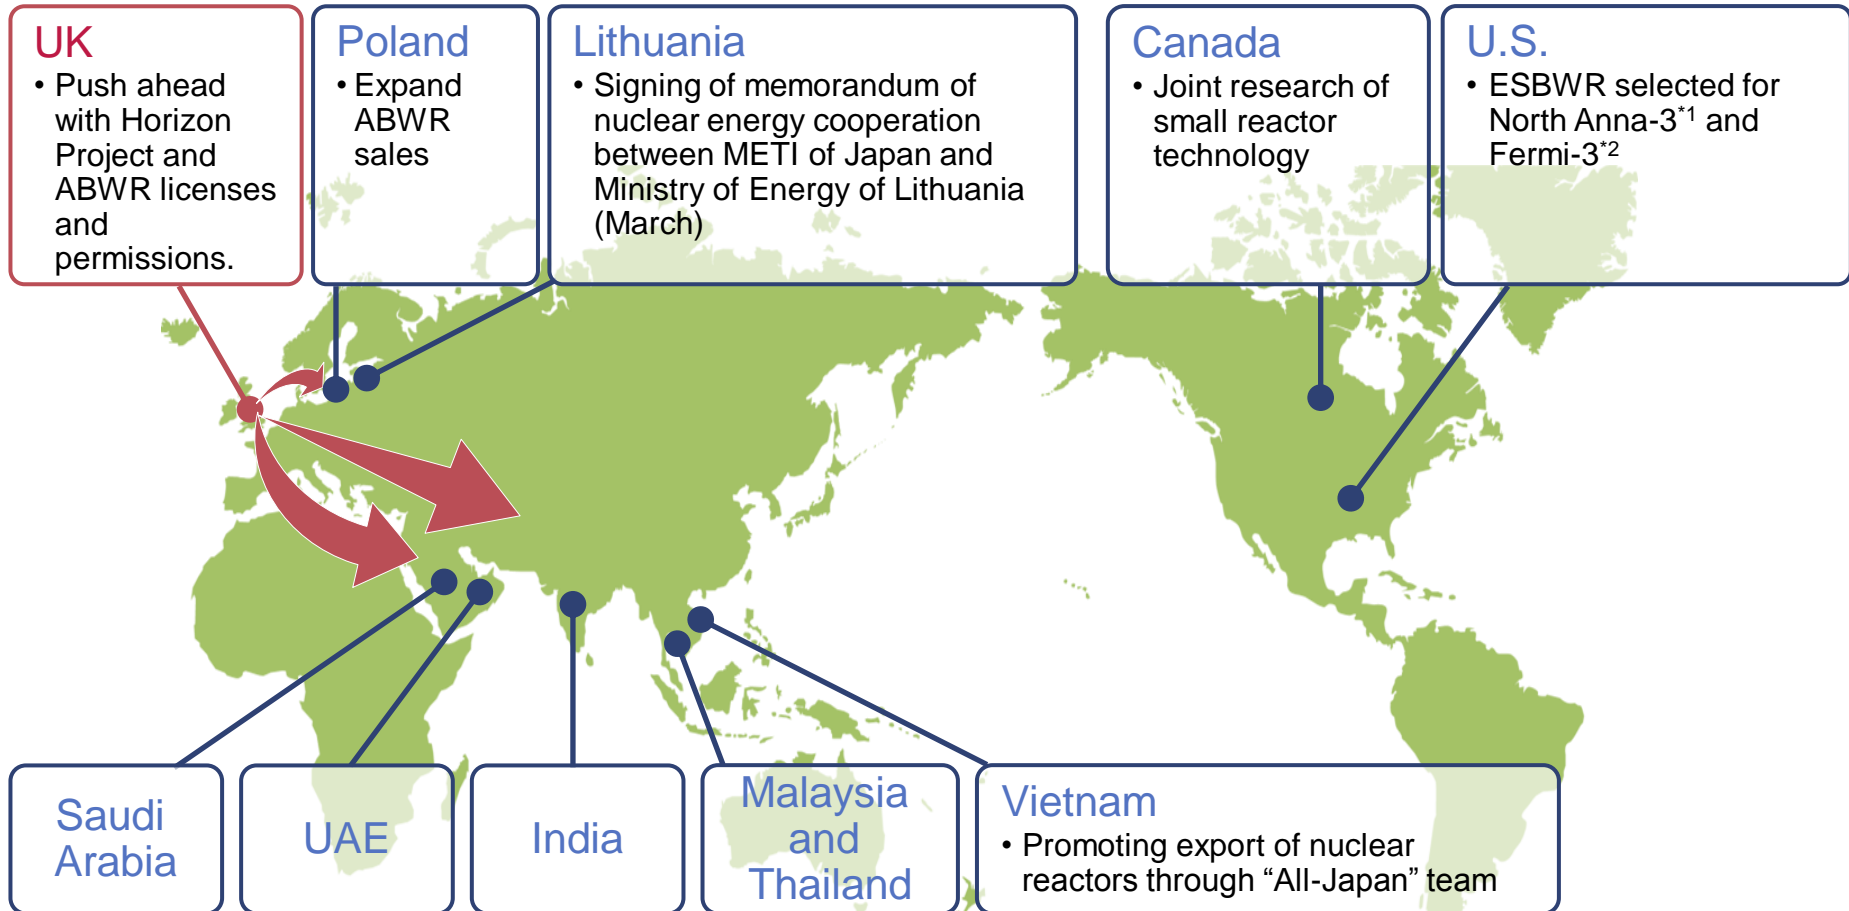 UK
• Push ahead
with Horizon
Project and
ABWR licenses
and
permissions.
Poland
• Expand
ABWR
sales
Lithuania
• Signing of memorandum of
nuclear energy cooperation
between METI of Japan and
Ministry of Energy of Lithuania
(March)
Canada
• Joint research of
small reactor
technology
U.S.
• ESBWR selected for
North Anna-3*1 and
Fermi-3*2
Saudi
Arabia
UAE
India
Malaysia
and
Thailand
Vietnam
• Promoting export of nuclear
reactors through “All-Japan” team